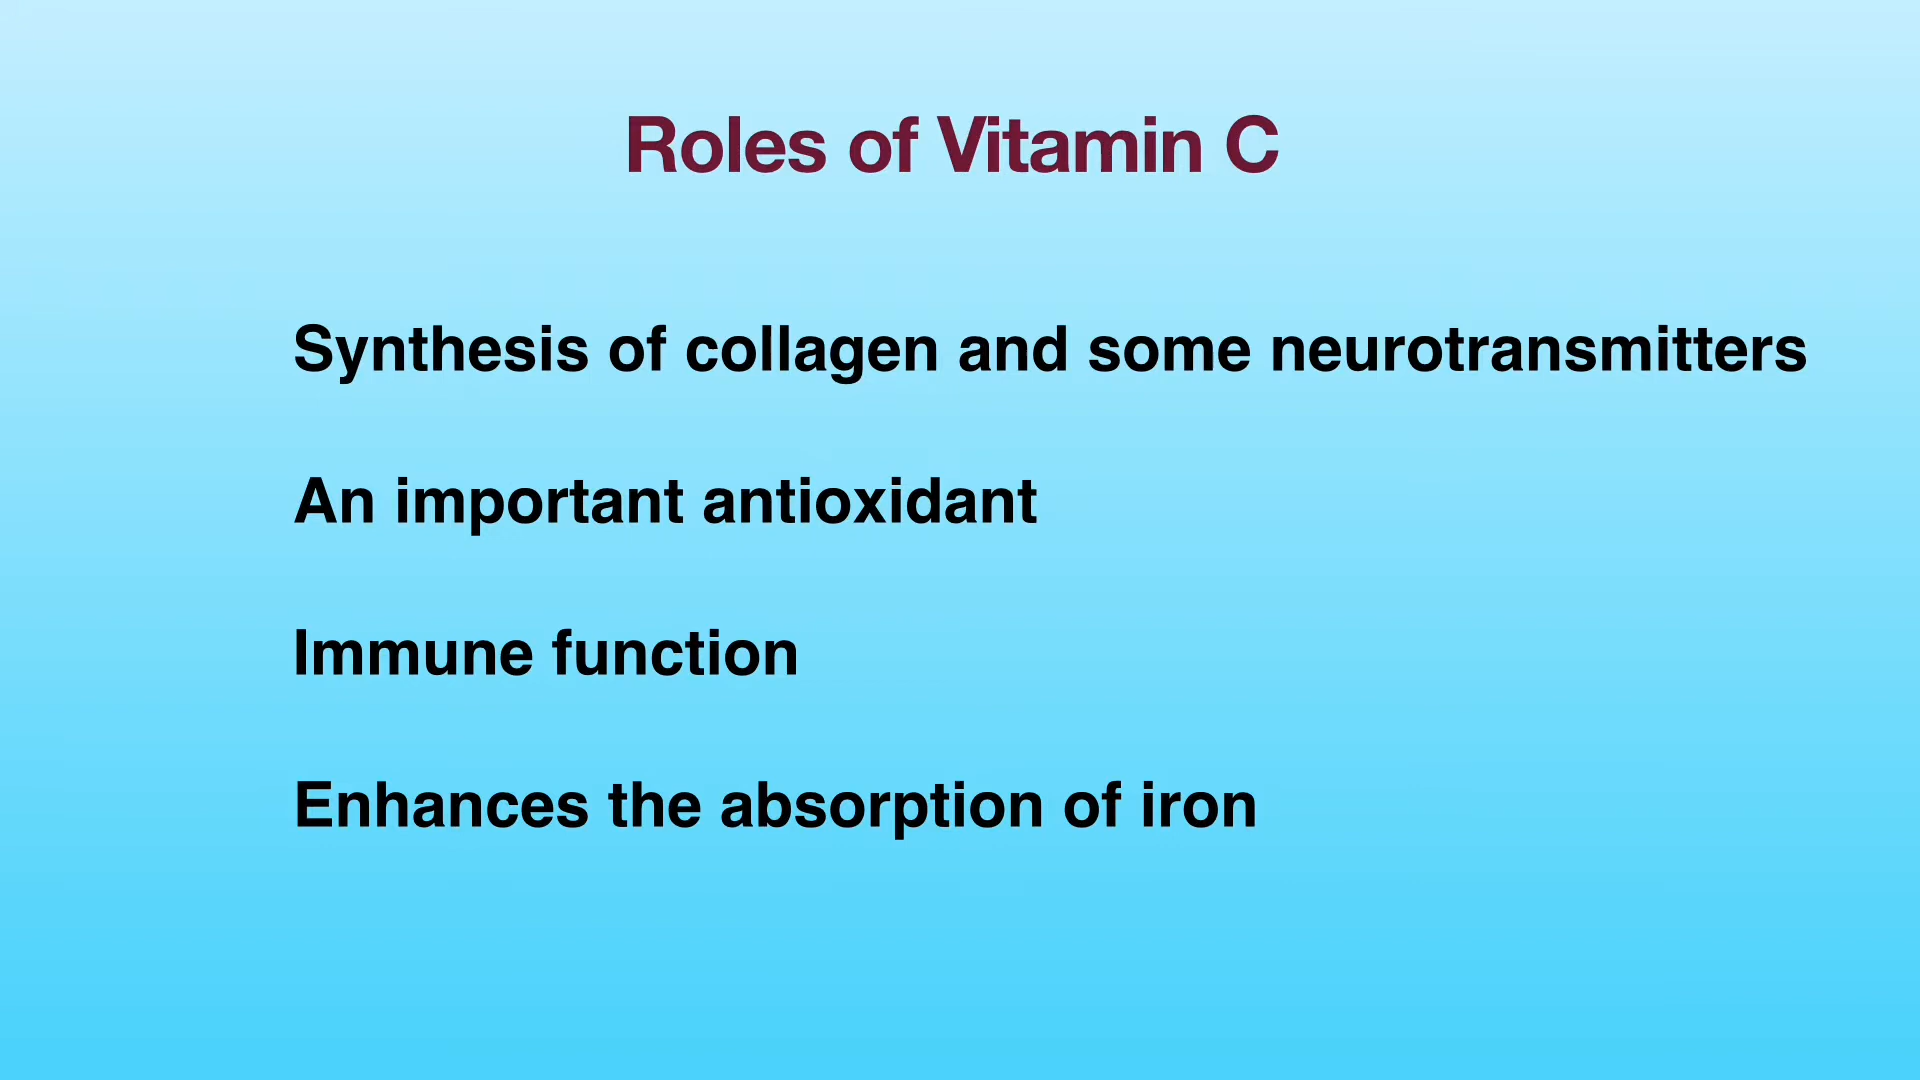 Roles of Vitamin C
Synthesis of collagen and some neurotransmitters
An important antioxidant
Immune function
Enhances the absorption of iron